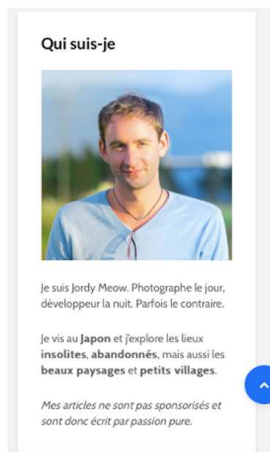 Qui suis-je
Je suis Jordy Meow. Photographe le jour,
développeur la nuit. Parfois le contraire.
Je vis au Japon et j'explore les lieux
insolites, abandonnés, mais aussi les
beaux paysages et petits villages.
Mes articles ne sont pas sponsorisés et
sont donc écrit par passion pure.